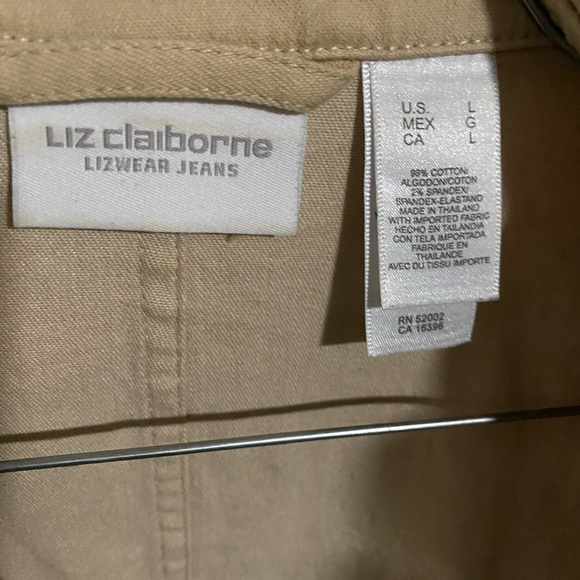 Liz claiborne
LIZWEAR JEANS
U.S. L
MEX G
CA L
98% COTTON/
ALGODON/COTON
2% SPANDEX/
SPANDEX-ELASTANO
MADE IN THAILAND
WITH IMPORTED FABRIC
HECHO EN TAILANDIA
CON TELA IMPORTADA
FABRIQUE EN
THAILANDE
AVEC DU TISSU IMPORTE
RN 52002
CA 16396